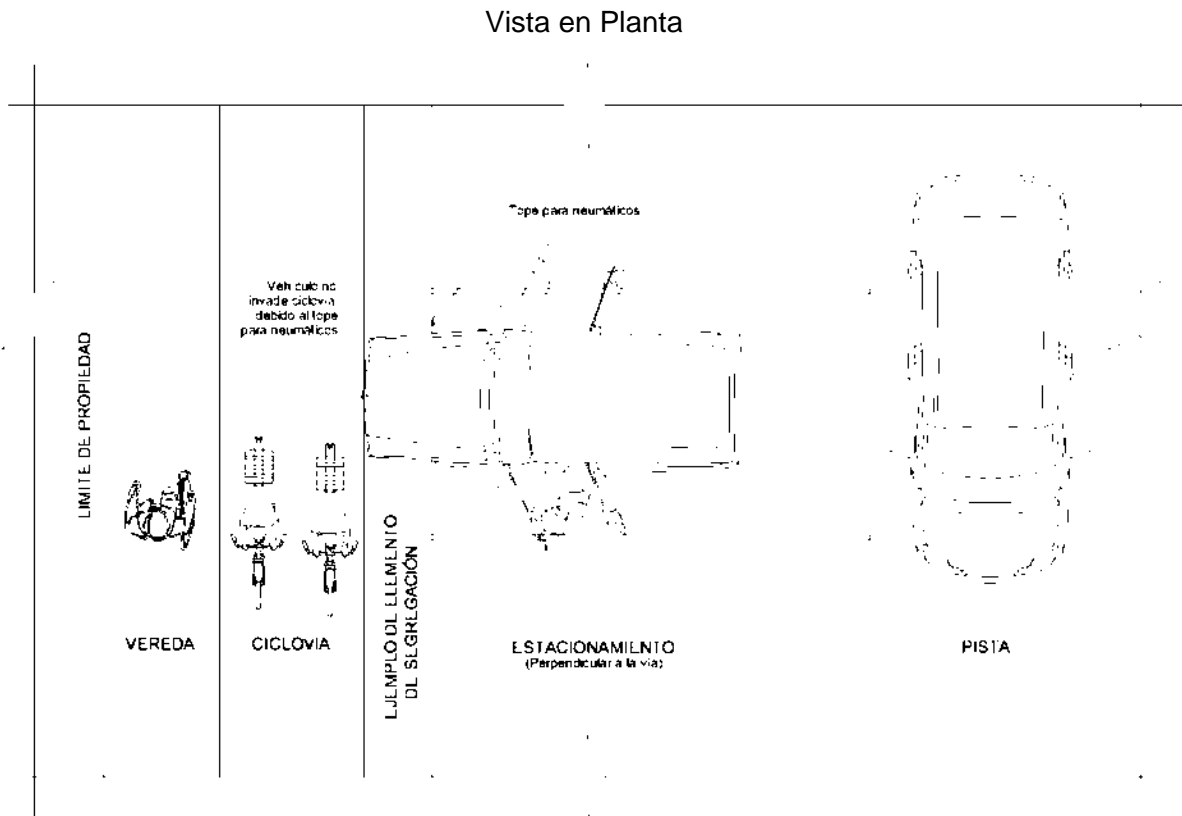 Vista en Planta
Tope para neumáticos
Vehículo no
invade ciclovía
debido al tope
para neumáticos
LIMITE DE PROPIEDAD
EJEMPLO DE ELEMENTO
DE SEGREGACIÓN
VEREDA
CICLOVIA
ESTACIONAMIENTO
(Perpendicular a la vía)
PISTA